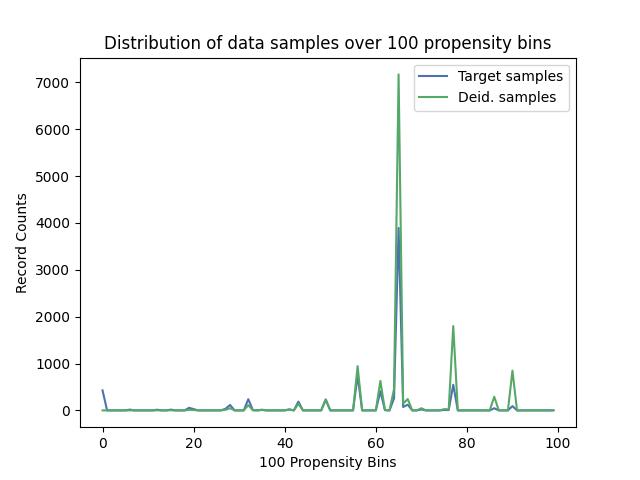 Distribution of data samples over 100 propensity bins
Target samples
Deid. samples
7000
6000
5000
4000
3000
2000
1000
0
Record Counts
0 20 40 60 80 100
100 Propensity Bins